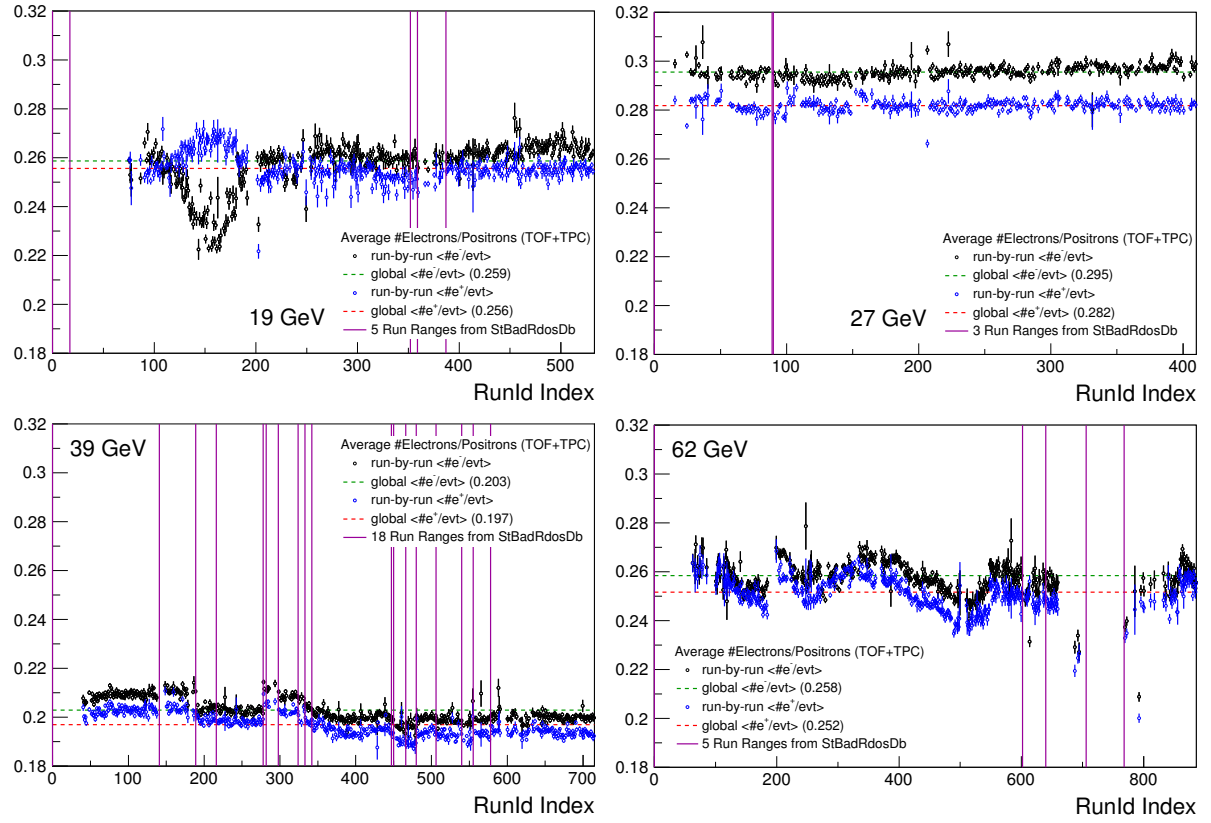 0.32
0.3
0.28
0.26
0.24
0.22
0.2
0.18
0 100 200 300 400 500
RunId Index
Average #Electrons/Positrons (TOF+TPC)
run-by-run <#e-/evt>
global <#e-/evt> (0.259)
run-by-run <#e+/evt>
global <#e+/evt> (0.256)
5 Run Ranges from StBadRdosDb
19 GeV
0.32
0.3
0.28
0.26
0.24
0.22
0.2
0.18
0 100 200 300 400
RunId Index
Average #Electrons/Positrons (TOF+TPC)
run-by-run <#e-/evt>
global <#e-/evt> (0.295)
run-by-run <#e+/evt>
global <#e+/evt> (0.282)
3 Run Ranges from StBadRdosDb
27 GeV
0.32
0.3
0.28
0.26
0.24
0.22
0.2
0.18
0 100 200 300 400 500 600 700
RunId Index
39 GeV
Average #Electrons/Positrons (TOF+TPC)
run-by-run <#e-/evt>
global <#e-/evt> (0.203)
run-by-run <#e+/evt>
global <#e+/evt> (0.197)
18 Run Ranges from StBadRdosDb
0.32
0.3
0.28
0.26
0.24
0.22
0.2
0.18
0 200 400 600 800
RunId Index
62 GeV
Average #Electrons/Positrons (TOF+TPC)
run-by-run <#e-/evt>
global <#e-/evt> (0.258)
run-by-run <#e+/evt>
global <#e+/evt> (0.252)
5 Run Ranges from StBadRdosDb